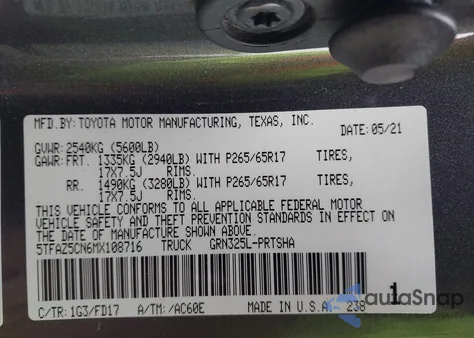 MFD.BY: TOYOTA MOTOR MANUFACTURING, TEXAS, INC.
DATE: 05/21
GVWR: 2540KG (5600LB)
GAWR: FRT. 1335KG (2940LB) WITH P265/65R17 TIRES,
17X7.5J RIMS.
RR. 1490KG (3280LB) WITH P265/65R17 TIRES,
17X7.5J RIMS.
THIS VEHICLE CONFORMS TO ALL APPLICABLE FEDERAL MOTOR
VEHICLE SAFETY AND THEFT PREVENTION STANDARDS IN EFFECT ON
THE DATE OF MANUFACTURE SHOWN ABOVE.
5TFAZ5CN6MX108716 TRUCK GRN325L-PRTSHA
C/TR: 1G3/FD17 A/TM: /AC60E MADE IN U.S.A. 238
1
autoSnap